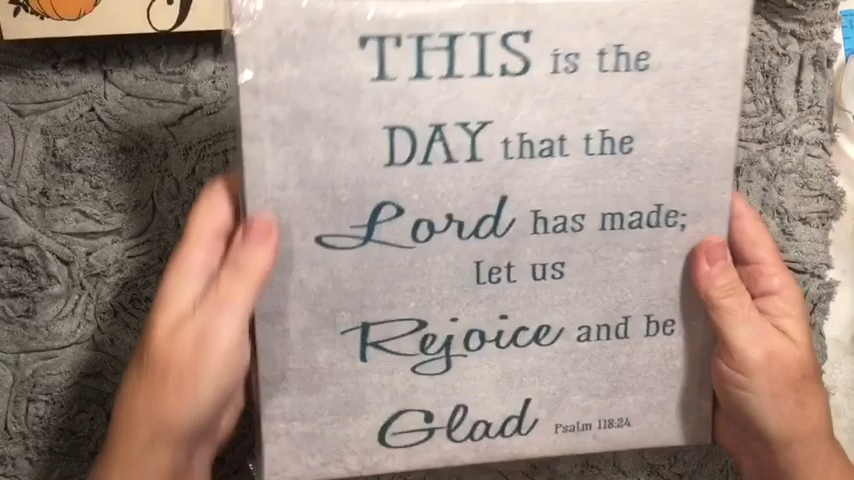 THIS is the
DAY that the
Lord has made;
let us
Rejoice and be
Glad Psalm 118:24